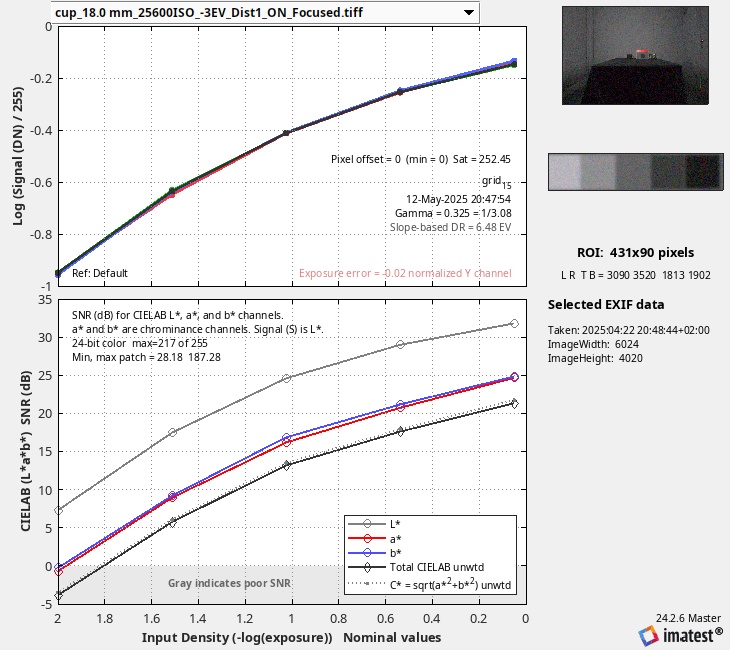 cup_18.0 mm_25600ISO_-3EV_Dist1_ON_Focused.tiff
0
-0.2
-0.4
-0.6
-0.8
-1
Log (Signal (DN) / 255)
Pixel offset = 0 (min = 0) Sat = 252.45
grid_15
12-May-2025 20:47:54
Gamma = 0.325 = 1/3.08
Slope-based DR = 6.48 EV
Ref: Default
Exposure error = -0.02 normalized Y channel
35
30
25
20
15
10
5
0
-5
CIELAB (L*a*b*) SNR (dB)
SNR (dB) for CIELAB L*, a*, and b* channels.
a* and b* are chrominance channels. Signal (S) is L*.
24-bit color max=217 of 255
Min, max patch = 28.18 187.28
L*
a*
b*
Total CIELAB unwtd
C* = sqrt(a*²+b*²) unwtd
Gray indicates poor SNR
2 1.8 1.6 1.4 1.2 1 0.8 0.6 0.4 0.2 0
Input Density (-log(exposure)) Nominal values
ROI: 431x90 pixels
L R T B = 3090 3520 1813 1902
Selected EXIF data
Taken: 2025:04:22 20:48:44+02:00
ImageWidth: 6024
ImageHeight: 4020
24.2.6 Master
imatest®